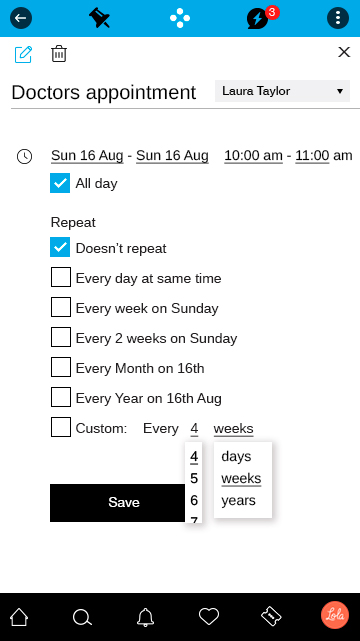 3
Doctors appointment
Laura Taylor
Sun 16 Aug - Sun 16 Aug 10:00 am - 11:00 am
All day
Repeat
Doesn’t repeat
Every day at same time
Every week on Sunday
Every 2 weeks on Sunday
Every Month on 16th
Every Year on 16th Aug
Custom: Every 4 weeks
4 days
5 weeks
6 years
7
Save
Lola